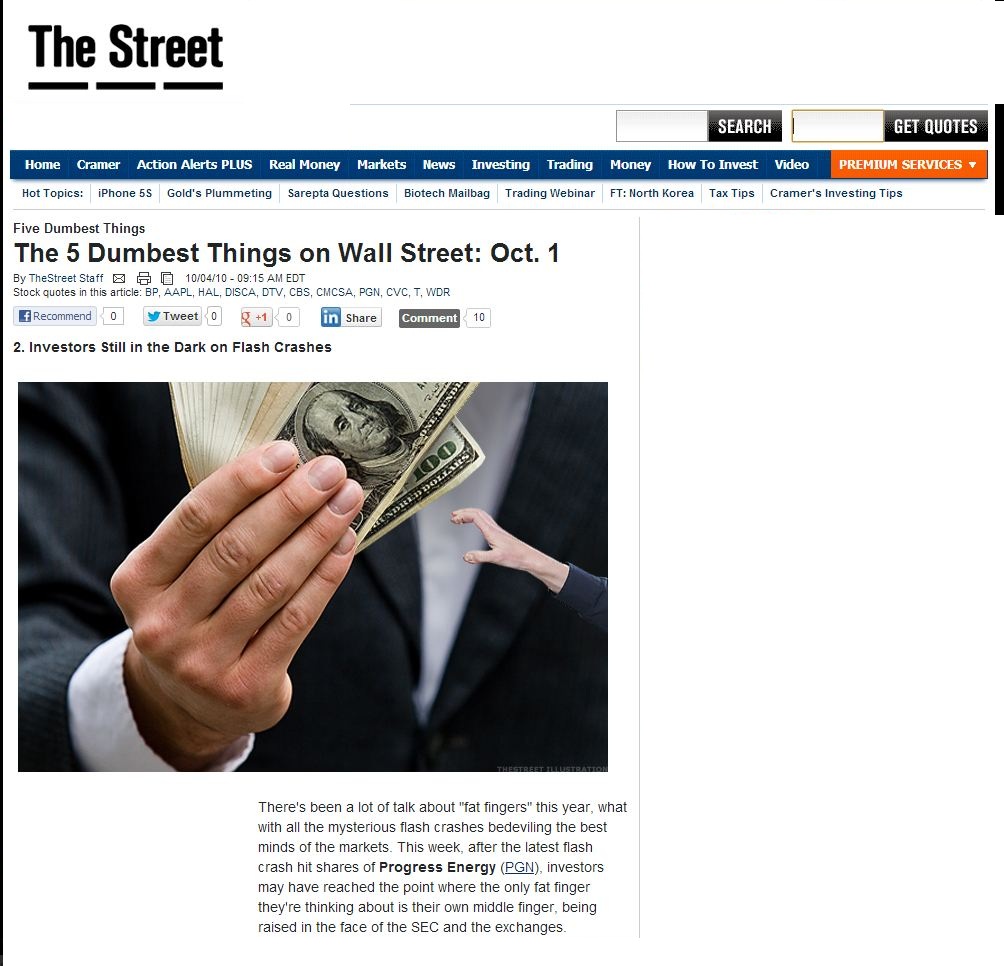 The Street
SEARCH
GET QUOTES
Home Cramer Action Alerts PLUS Real Money Markets News Investing Trading Money How To Invest Video PREMIUM SERVICES ▼
Hot Topics: iPhone 5S Gold's Plummeting Sarepta Questions Biotech Mailbag Trading Webinar FT: North Korea Tax Tips Cramer's Investing Tips
Five Dumbest Things
The 5 Dumbest Things on Wall Street: Oct. 1
By TheStreet Staff 10/04/10 - 09:15 AM EDT
Stock quotes in this article: BP, AAPL, HAL, DISCA, DTV, CBS, CMCSA, PGN, CVC, T, WDR
Recommend 0 Tweet 0 g +1 0 in Share Comment 10
2. Investors Still in the Dark on Flash Crashes
ONE HUNDRED
100
HUNDRED DOLLARS
THESTREET ILLUSTRATION
There's been a lot of talk about "fat fingers" this year, what
with all the mysterious flash crashes bedeviling the best
minds of the markets. This week, after the latest flash
crash hit shares of Progress Energy (PGN), investors
may have reached the point where the only fat finger
they're thinking about is their own middle finger, being
raised in the face of the SEC and the exchanges.